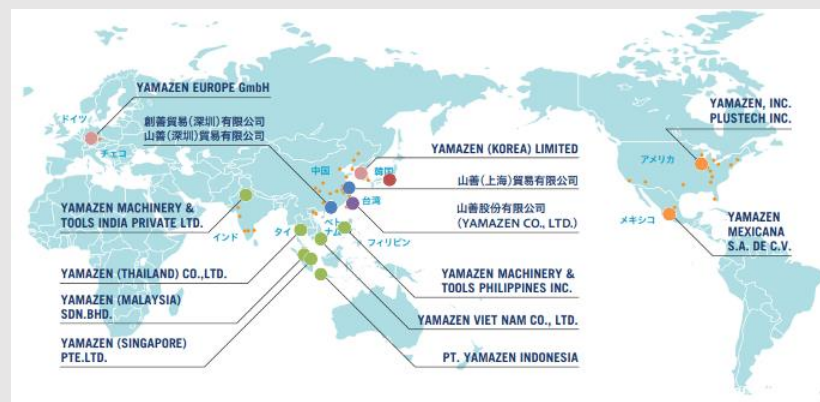 YAMAZEN EUROPE GmbH
ドイツ
チェコ
創善貿易(深圳)有限公司
山善(深圳)貿易有限公司
YAMAZEN, INC.
PLUSTECH INC.
アメリカ
YAMAZEN (KOREA) LIMITED
中国
韓国
山善(上海)貿易有限公司
台湾
山善股份有限公司
(YAMAZEN CO., LTD.)
YAMAZEN MACHINERY &
TOOLS INDIA PRIVATE LTD.
インド
タイ
ベト
ナム
フィリピン
メキシコ
YAMAZEN
MEXICANA
S.A. DE C.V.
YAMAZEN (THAILAND) CO.,LTD.
YAMAZEN MACHINERY &
TOOLS PHILIPPINES INC.
YAMAZEN (MALAYSIA)
SDN.BHD.
YAMAZEN VIET NAM CO., LTD.
YAMAZEN (SINGAPORE)
PTE.LTD.
PT. YAMAZEN INDONESIA